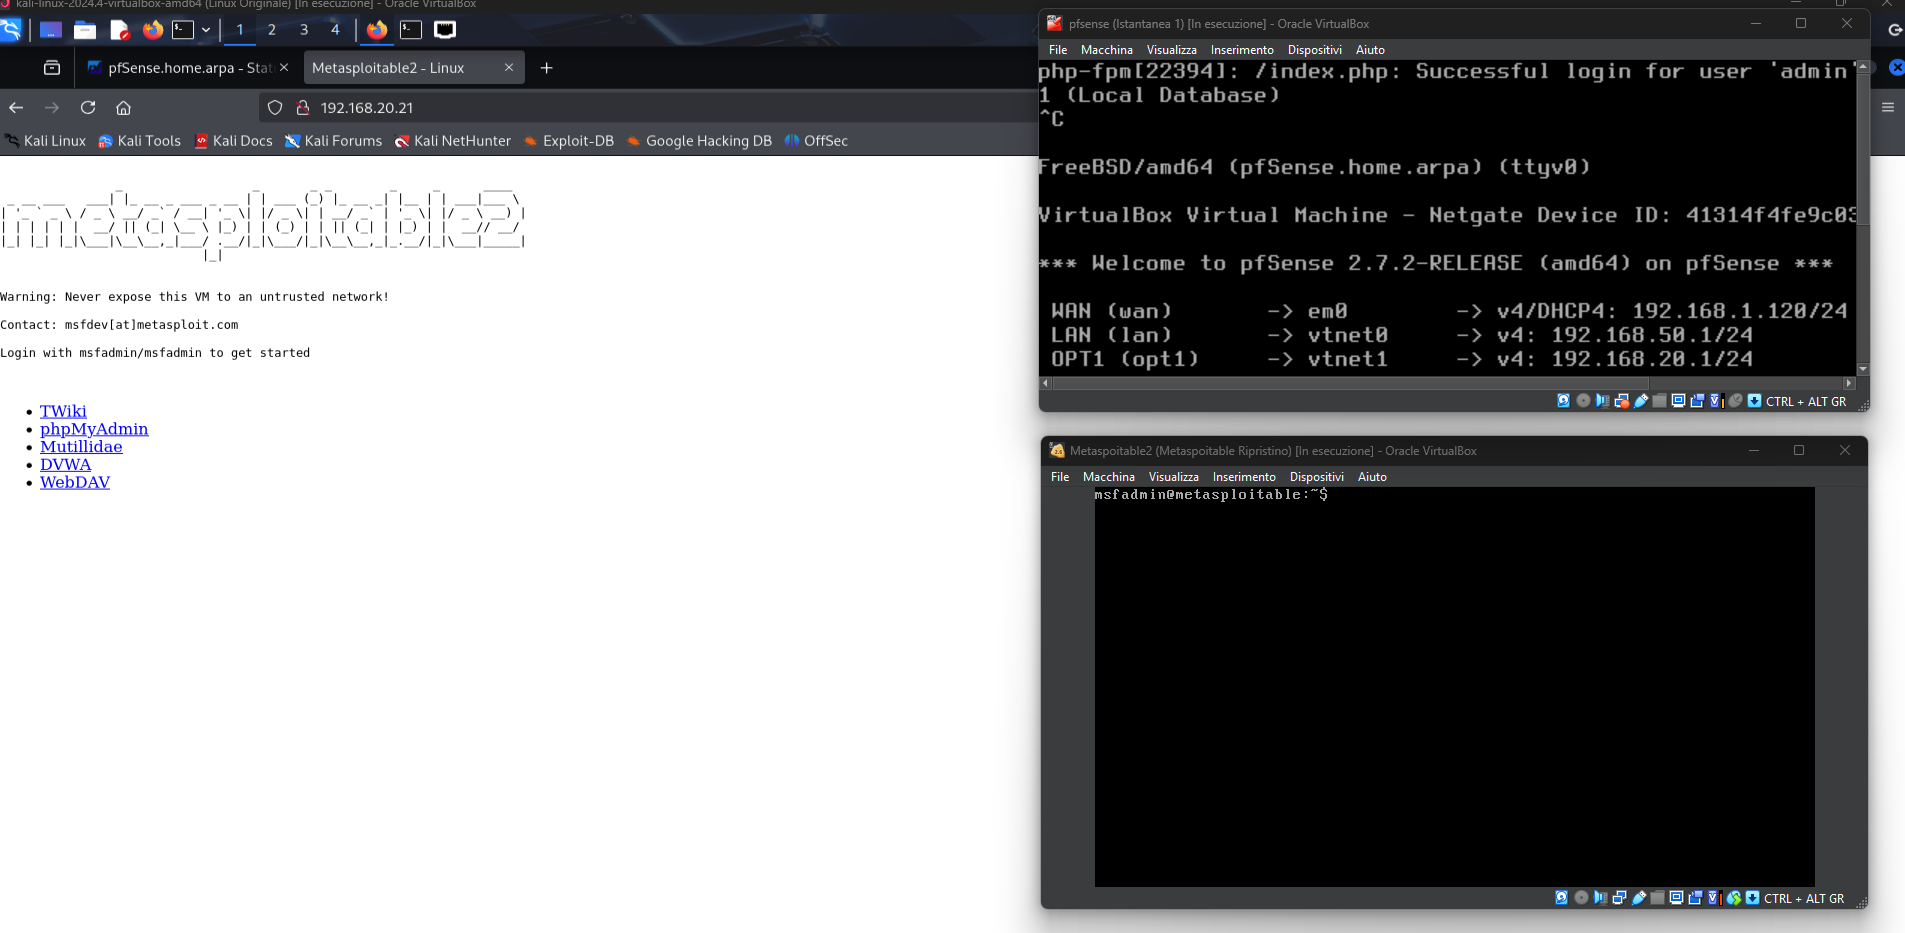 kali-linux-2024.4-virtualbox-amd64 (Linux Originale) [In esecuzione] - Oracle VirtualBox
1 2 3 4
pfSense.home.arpa - Stat
Metasploitable2 - Linux
192.168.20.21
Kali Linux Kali Tools Kali Docs Kali Forums Kali NetHunter Exploit-DB Google Hacking DB OffSec
metasploitable2
Warning: Never expose this VM to an untrusted network!
Contact: msfdev[at]metasploit.com
Login with msfadmin/msfadmin to get started
TWiki
phpMyAdmin
Mutillidae
DVWA
WebDAV
pfsense (Istantanea 1) [In esecuzione] - Oracle VirtualBox
File Macchina Visualizza Inserimento Dispositivi Aiuto
php-fpm[22394]: /index.php: Successful login for user 'admin'
1 (Local Database)
^C
FreeBSD/amd64 (pfSense.home.arpa) (ttyv0)
VirtualBox Virtual Machine - Netgate Device ID: 41314f4fe9c03
*** Welcome to pfSense 2.7.2-RELEASE (amd64) on pfSense ***
WAN (wan) -> em0 -> v4/DHCP4: 192.168.1.120/24
LAN (lan) -> vtnet0 -> v4: 192.168.50.1/24
OPT1 (opt1) -> vtnet1 -> v4: 192.168.20.1/24
CTRL + ALT GR
Metaspoitable2 (Metaspoitable Ripristino) [In esecuzione] - Oracle VirtualBox
File Macchina Visualizza Inserimento Dispositivi Aiuto
msfadmin@metasploitable:~$
CTRL + ALT GR